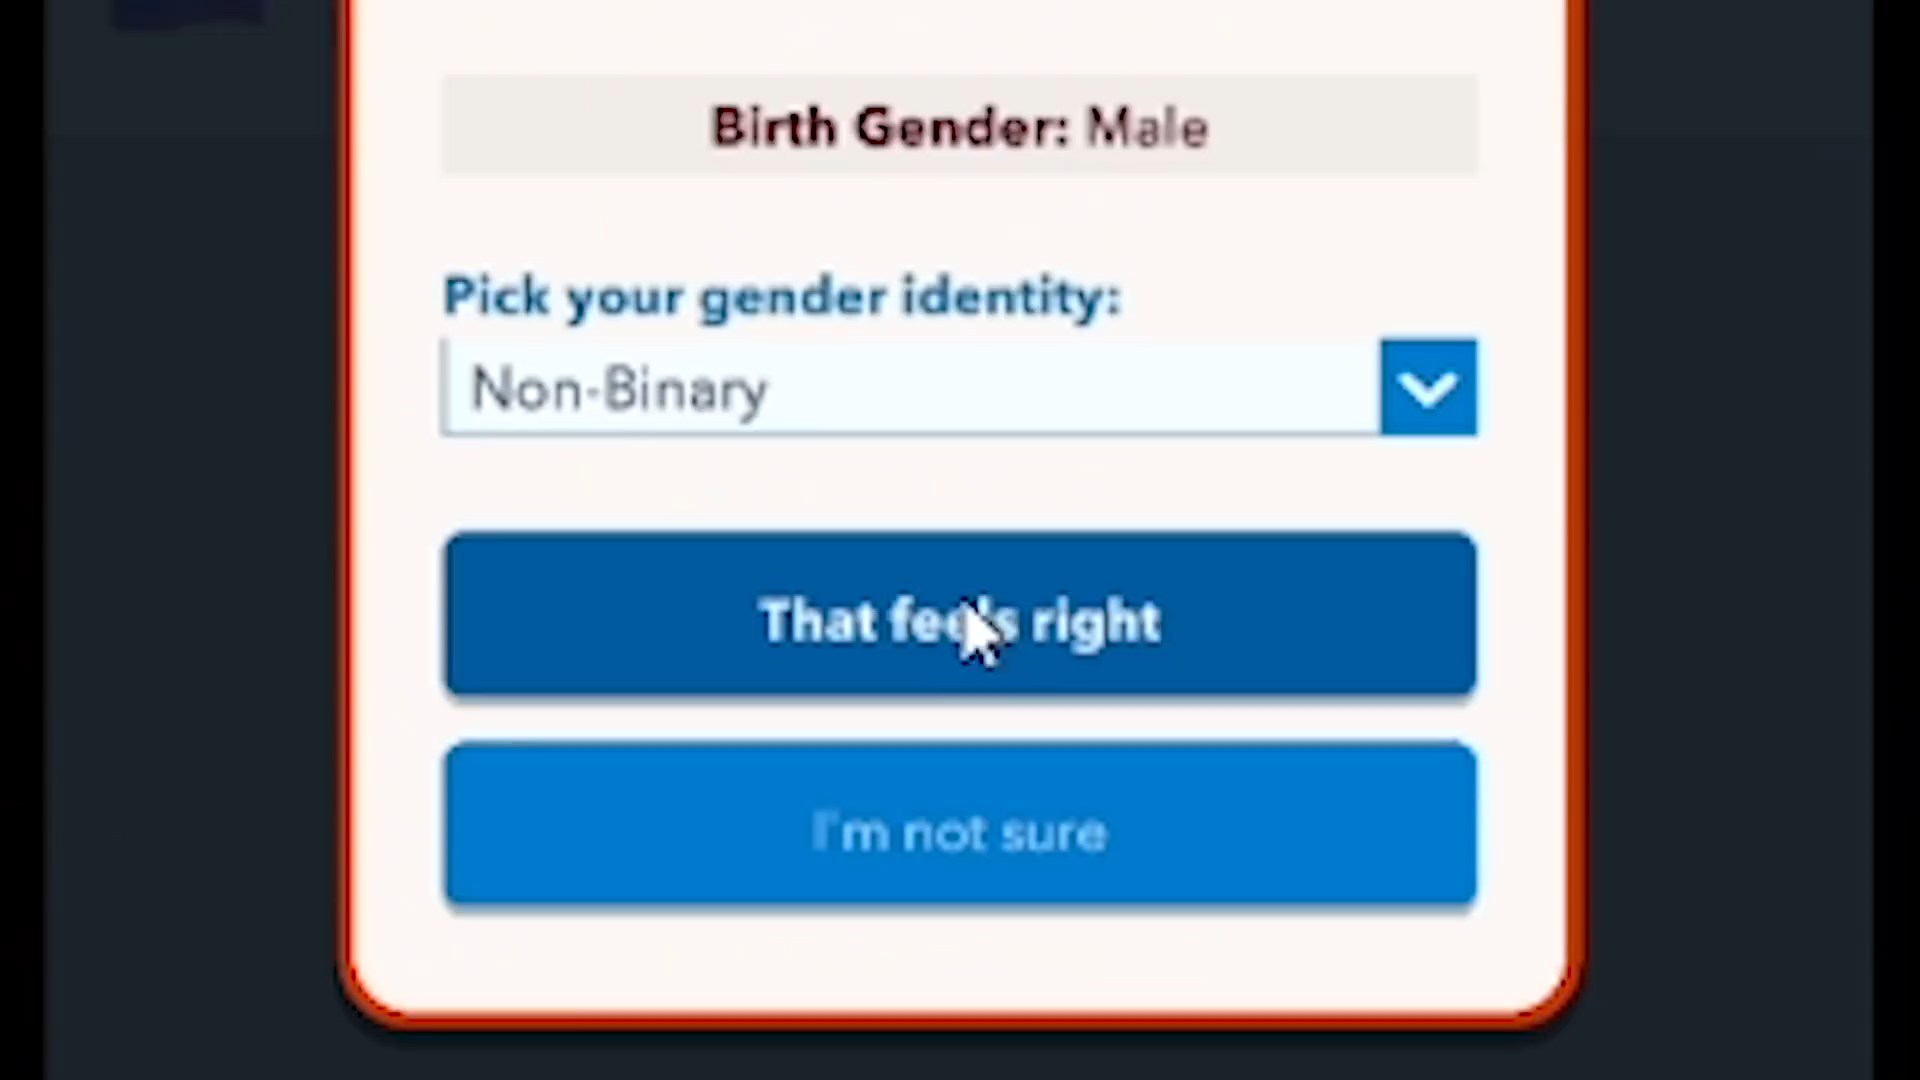 Birth Gender: Male
Pick your gender identity:
Non-Binary
That feels right
I'm not sure